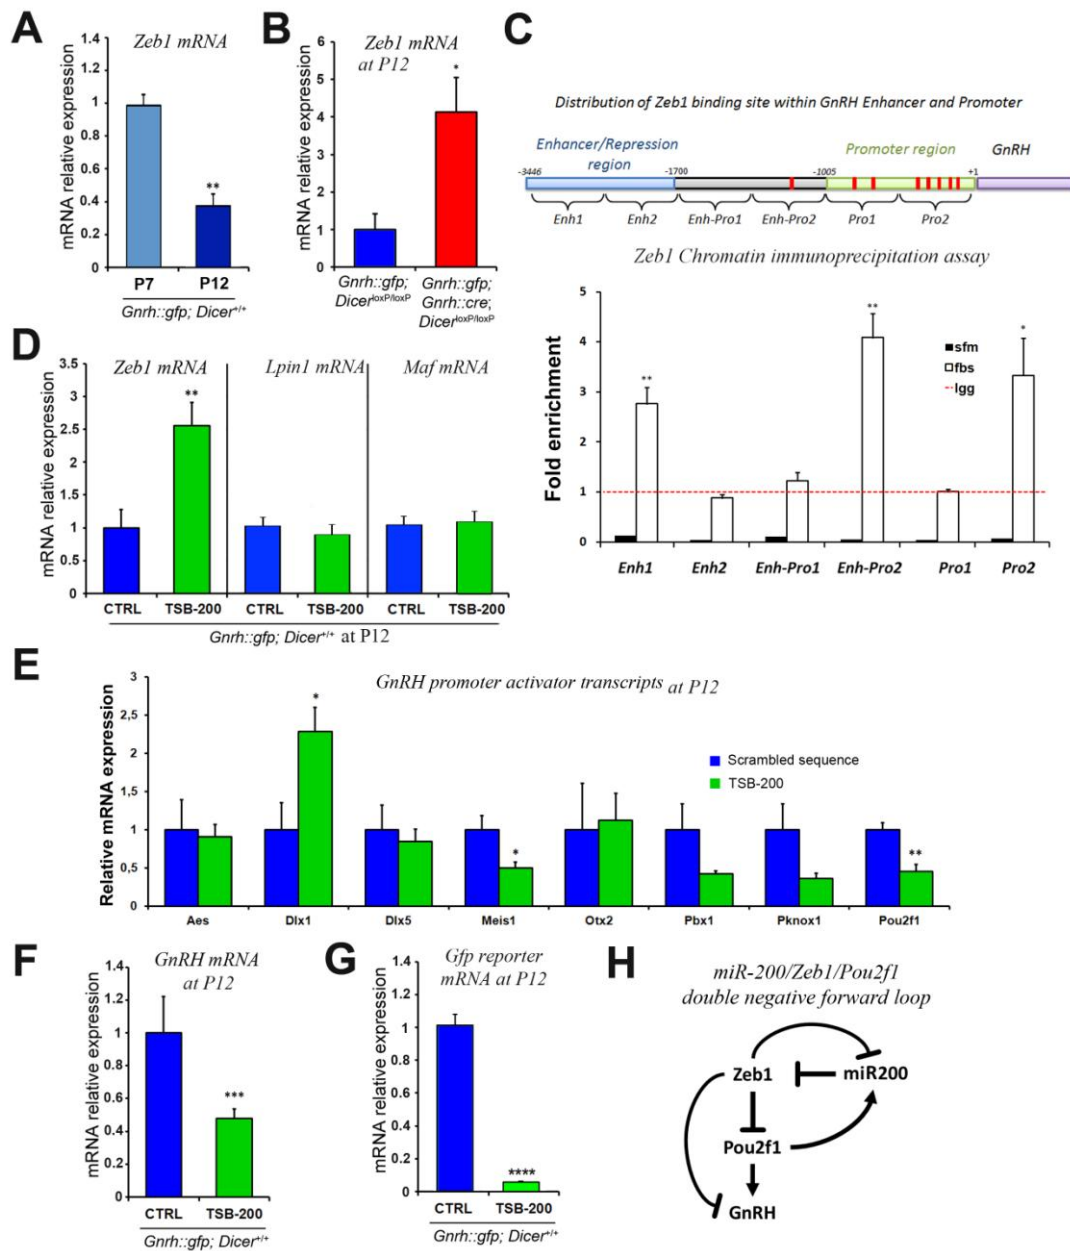 A
Zeb1 mRNA
mRNA relative expression
1.4
1.2
1
0.8
0.6
0.4
0.2
0
**
P7
P12
Gnrh::gfp; Dicer+/+
B
Zeb1 mRNA
at P12
mRNA relative expression
6
5
4
3
2
1
0
*
Gnrh::gfp;
DicerloxP/loxP
Gnrh::gfp;
Gnrh::cre;
DicerloxP/loxP
C
Distribution of Zeb1 binding site within GnRH Enhancer and Promoter
Enhancer/Repression
region
Promoter region
GnRH
-3446
-1700
-1005
+1
Enh1
Enh2
Enh-Pro1
Enh-Pro2
Pro1
Pro2
Zeb1 Chromatin immunoprecipitation assay
Fold enrichment
5
4
3
2
1
0
**
**
*
sfm
fbs
Igg
Enh1
Enh2
Enh-Pro1
Enh-Pro2
Pro1
Pro2
D
Zeb1 mRNA
Lpin1 mRNA
Maf mRNA
mRNA relative expression
3.5
3
2.5
2
1.5
1
0.5
0
**
CTRL
TSB-200
CTRL
TSB-200
CTRL
TSB-200
Gnrh::gfp; Dicer+/+ at P12
E
GnRH promoter activator transcripts at P12
Relative mRNA expression
3
2,5
2
1,5
1
0,5
0
*
*
**
Scrambled sequence
TSB-200
Aes
Dlx1
Dlx5
Meis1
Otx2
Pbx1
Pknox1
Pou2f1
F
GnRH mRNA
at P12
mRNA relative expression
1.4
1.2
1
0.8
0.6
0.4
0.2
0
***
CTRL
TSB-200
Gnrh::gfp; Dicer+/+
G
Gfp reporter
mRNA at P12
mRNA relative expression
1.4
1.2
1
0.8
0.6
0.4
0.2
0
****
CTRL
TSB-200
Gnrh::gfp; Dicer+/+
H
miR-200/Zeb1/Pou2f1
double negative forward loop
Zeb1
miR200
Pou2f1
GnRH